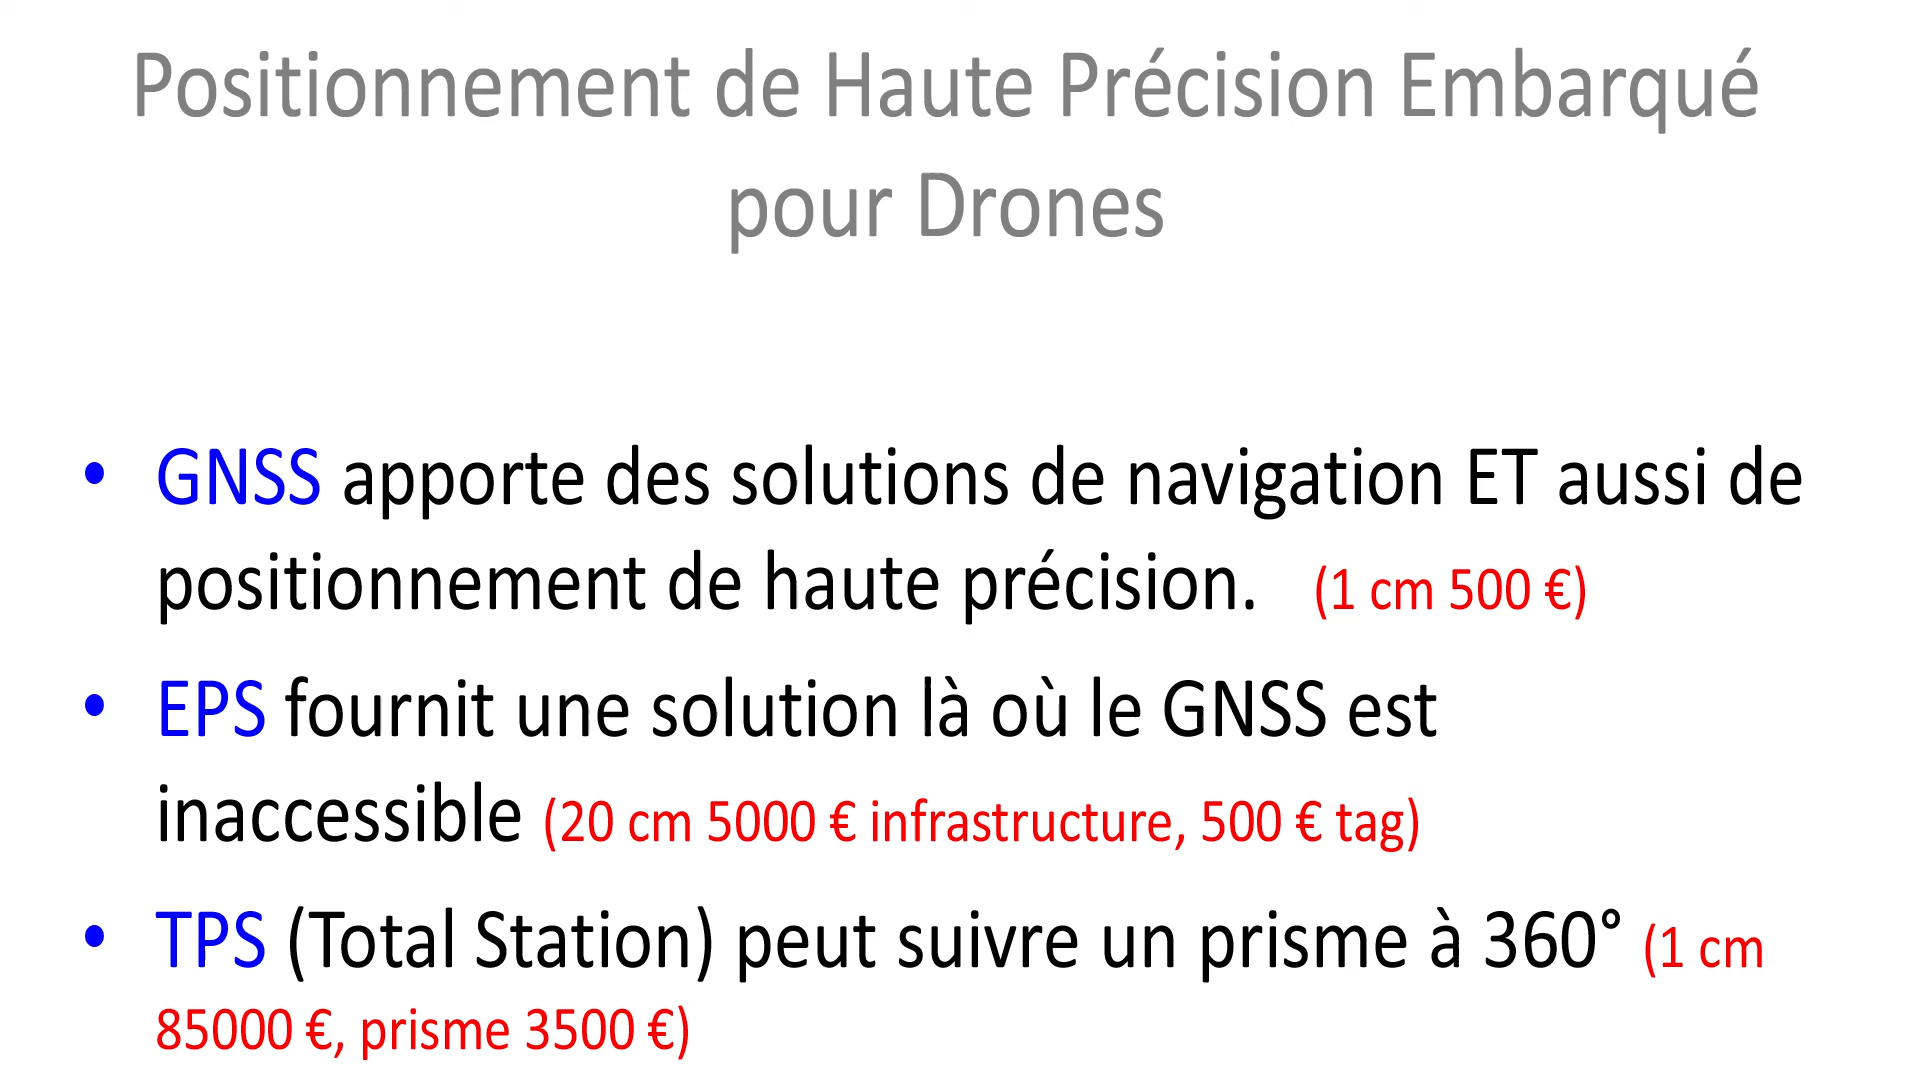 Positionnement de Haute Précision Embarqué
pour Drones
• GNSS apporte des solutions de navigation ET aussi de
positionnement de haute précision. (1 cm 500 €)
• EPS fournit une solution là où le GNSS est
inaccessible (20 cm 5000 € infrastructure, 500 € tag)
• TPS (Total Station) peut suivre un prisme à 360° (1 cm
85000 €, prisme 3500 €)